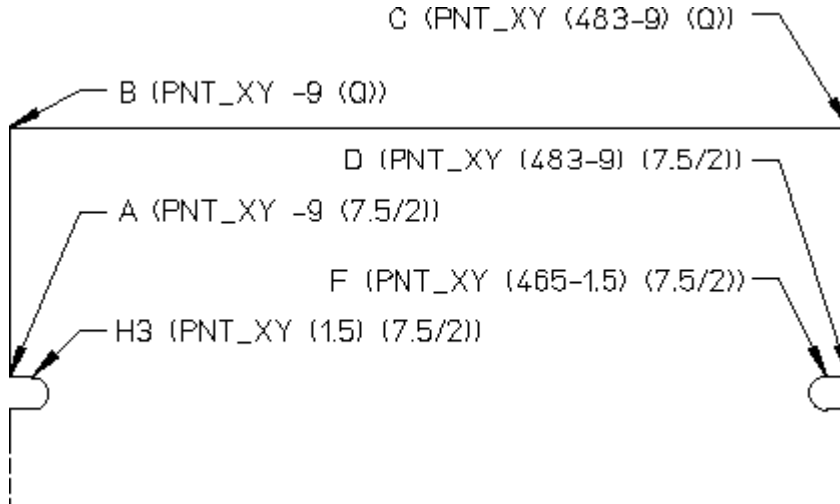 C (PNT_XY (483-9) (Q))
B (PNT_XY -9 (Q))
D (PNT_XY (483-9) (7.5/2))
A (PNT_XY -9 (7.5/2))
F (PNT_XY (465-1.5) (7.5/2))
H3 (PNT_XY (1.5) (7.5/2))